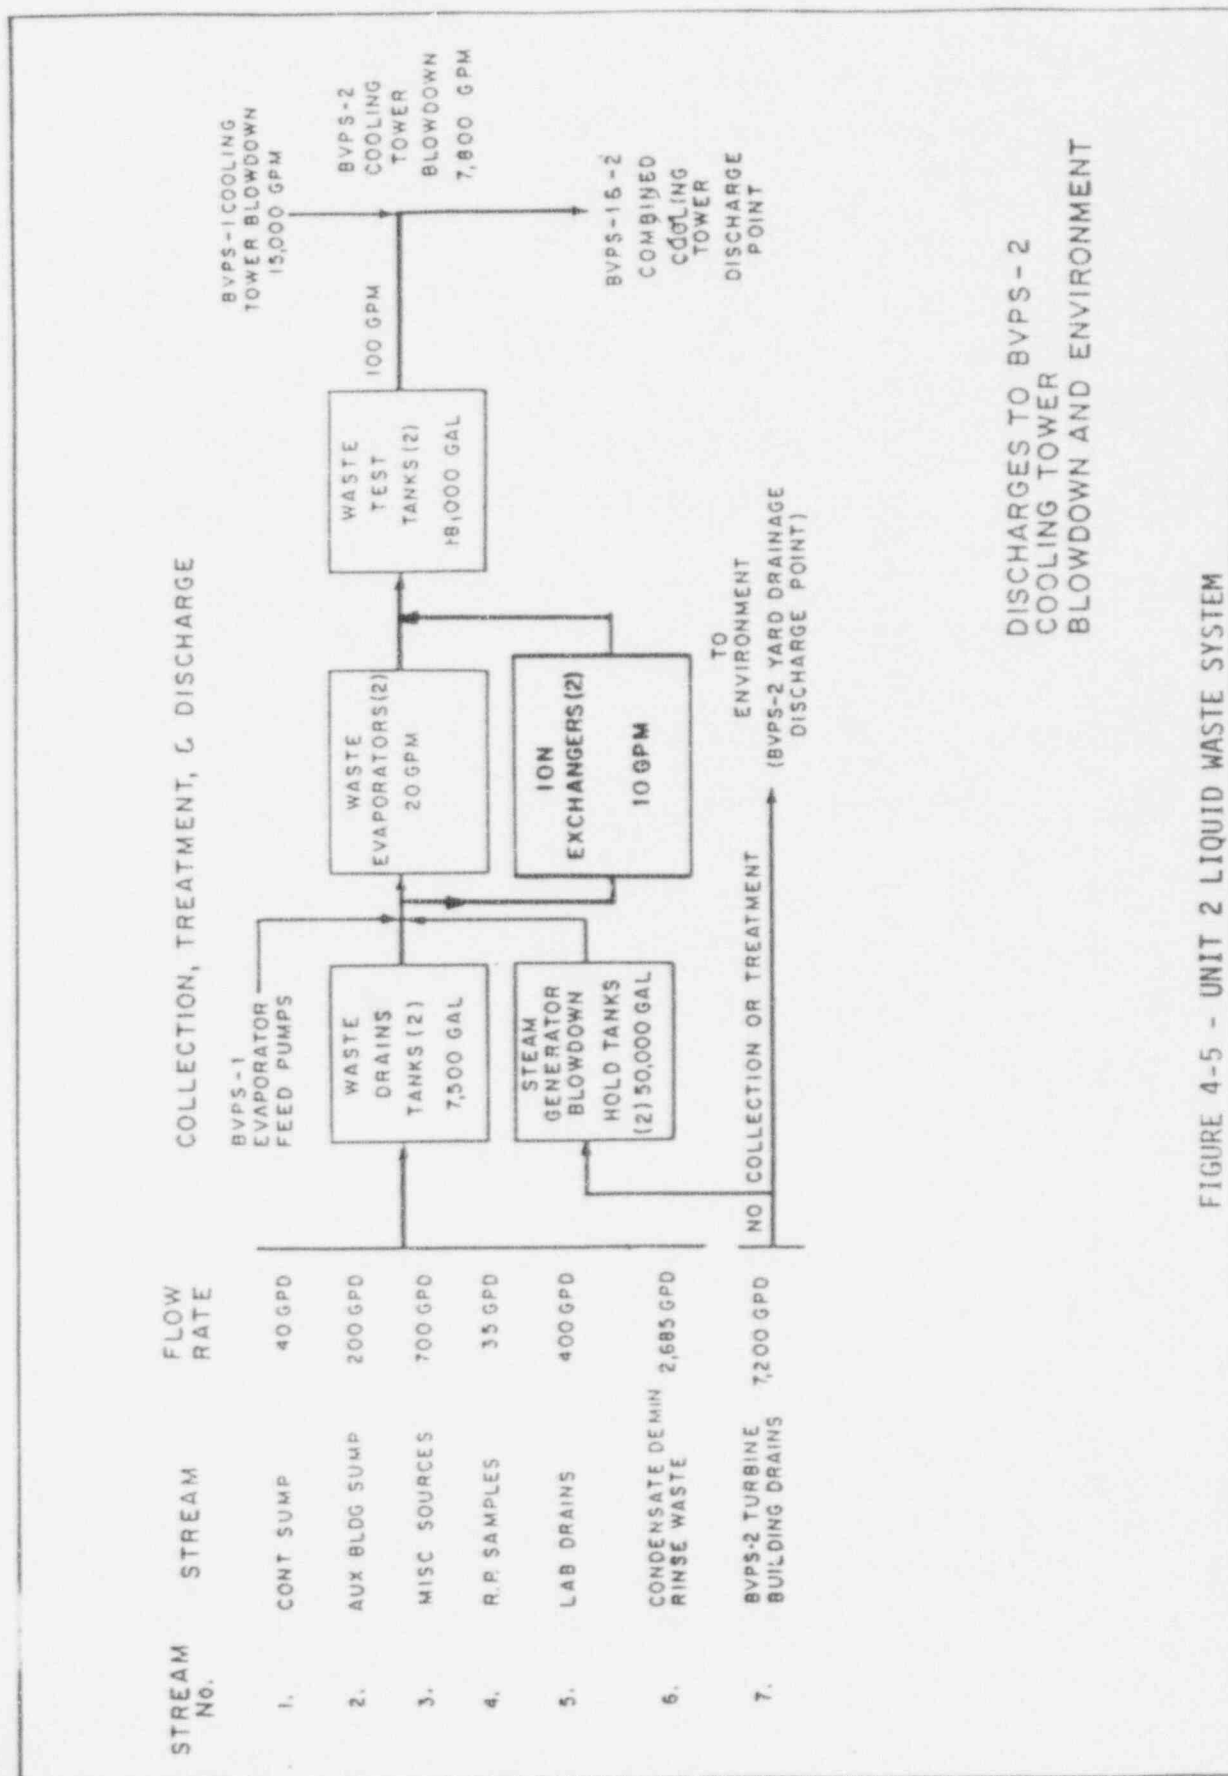 COLLECTION, TREATMENT, & DISCHARGE
STREAM
No.
STREAM
FLOW
RATE
1.
CONT SUMP
40 GPD
2.
AUX BLDG SUMP
200 GPD
3.
MISC SOURCES
700 GPD
4.
R.P. SAMPLES
35 GPD
5.
LAB DRAINS
400 GPD
6.
CONDENSATE DEMIN
RINSE WASTE
2,685 GPD
7.
BVPS-2 TURBINE
BUILDING DRAINS
7,200 GPD
BVPS-1
EVAPORATOR
FEED PUMPS
WASTE
DRAINS
TANKS (2)
7,500 GAL
STEAM
GENERATOR
BLOWDOWN
HOLD TANKS
(2) 50,000 GAL
WASTE
EVAPORATORS(2)
20 GPM
ION
EXCHANGERS(2)
10 GPM
WASTE
TEST
TANKS(2)
18,000 GAL
100 GPM
BVPS-1 COOLING
TOWER BLOWDOWN
15,000 GPM
BVPS-2
COOLING
TOWER
BLOWDOWN
7,800 GPM
BVPS-1&-2
COMBINED
COOLING
TOWER
DISCHARGE
POINT
NO COLLECTION OR TREATMENT
TO
ENVIRONMENT
(BVPS-2 YARD DRAINAGE
DISCHARGE POINT)
DISCHARGES TO BVPS-2
COOLING TOWER
BLOWDOWN AND ENVIRONMENT
FIGURE 4-5 - UNIT 2 LIQUID WASTE SYSTEM